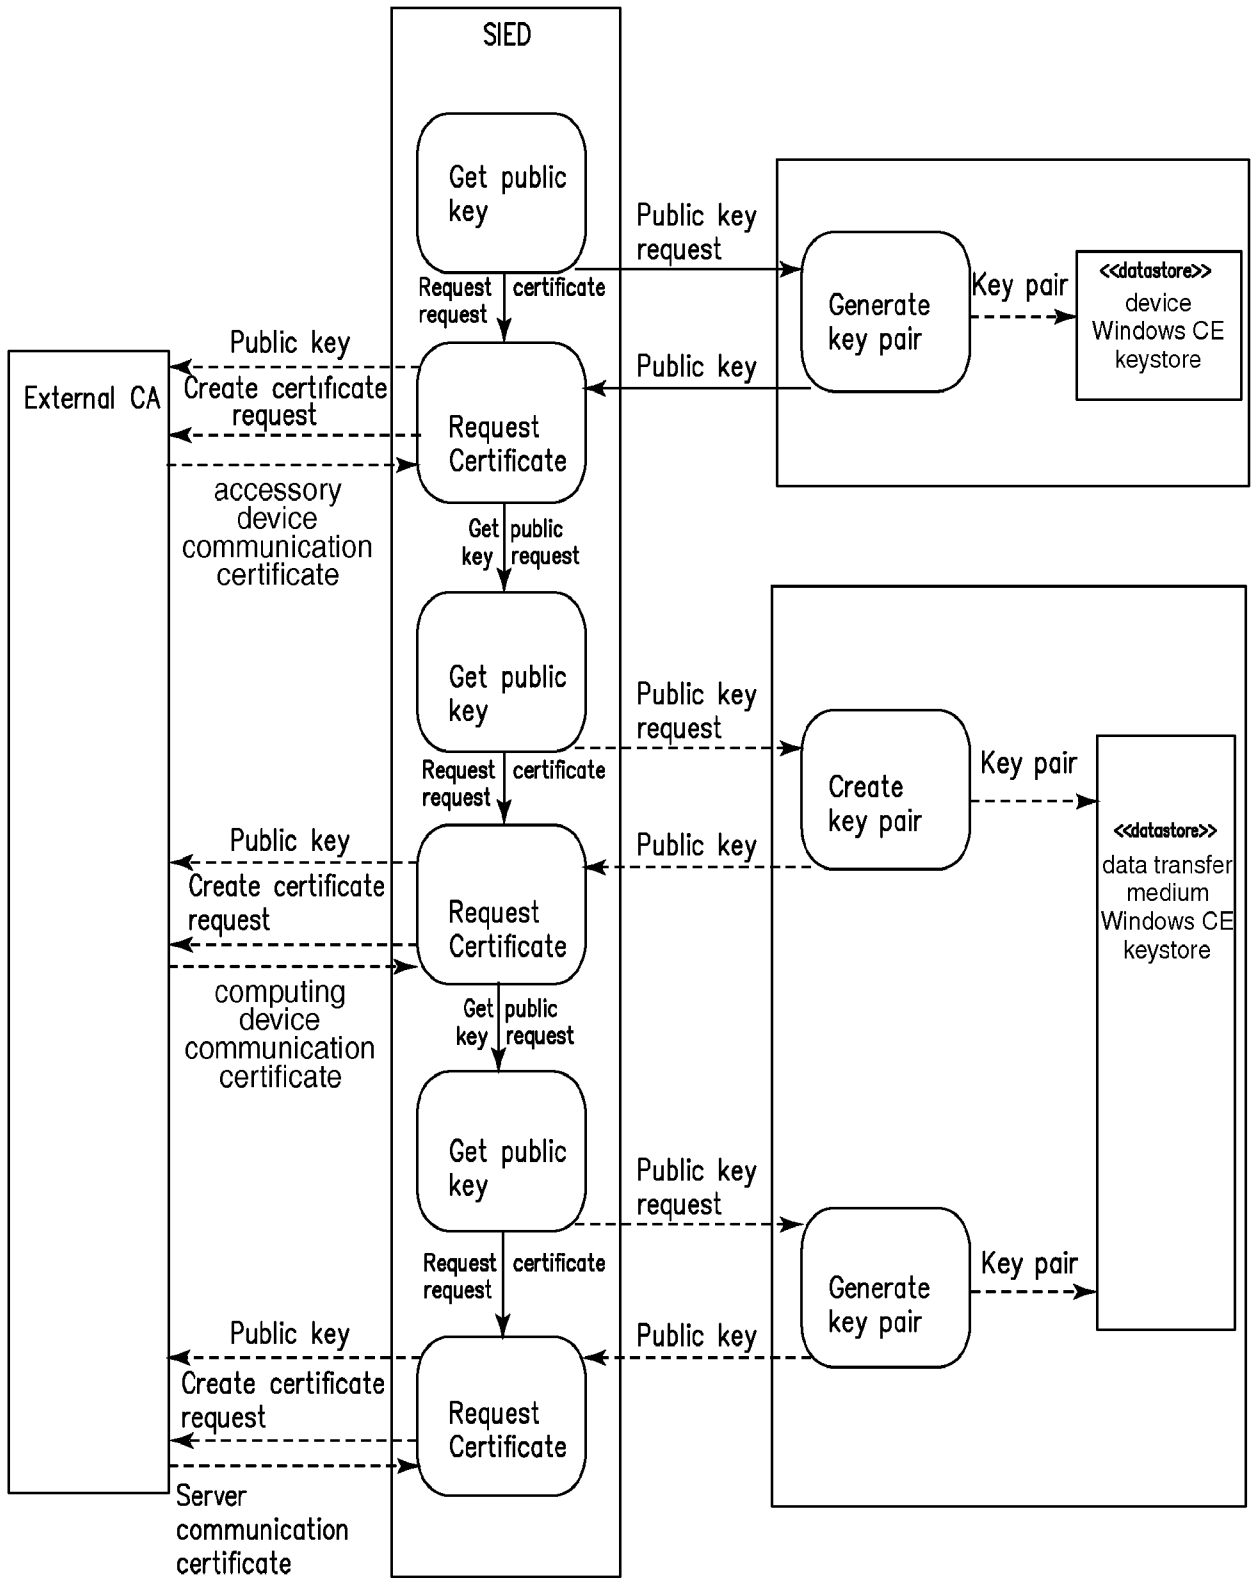 SIED
Get public
key
Public key
request
Request certificate
request
Generate
key pair
Key pair
<<datastore>>
device
Windows CE
keystore
Public key
Public key
External CA
Create certificate
request
Request
Certificate
accessory
device
communication
certificate
Get public
key request
Get public
key
Public key
request
Request certificate
request
Create
key pair
Key pair
<<datastore>>
data transfer
medium
Windows CE
keystore
Public key
Public key
Create certificate
request
Request
Certificate
computing
device
communication
certificate
Get public
key request
Get public
key
Public key
request
Request certificate
request
Generate
key pair
Key pair
Public key
Public key
Create certificate
request
Request
Certificate
Server
communication
certificate